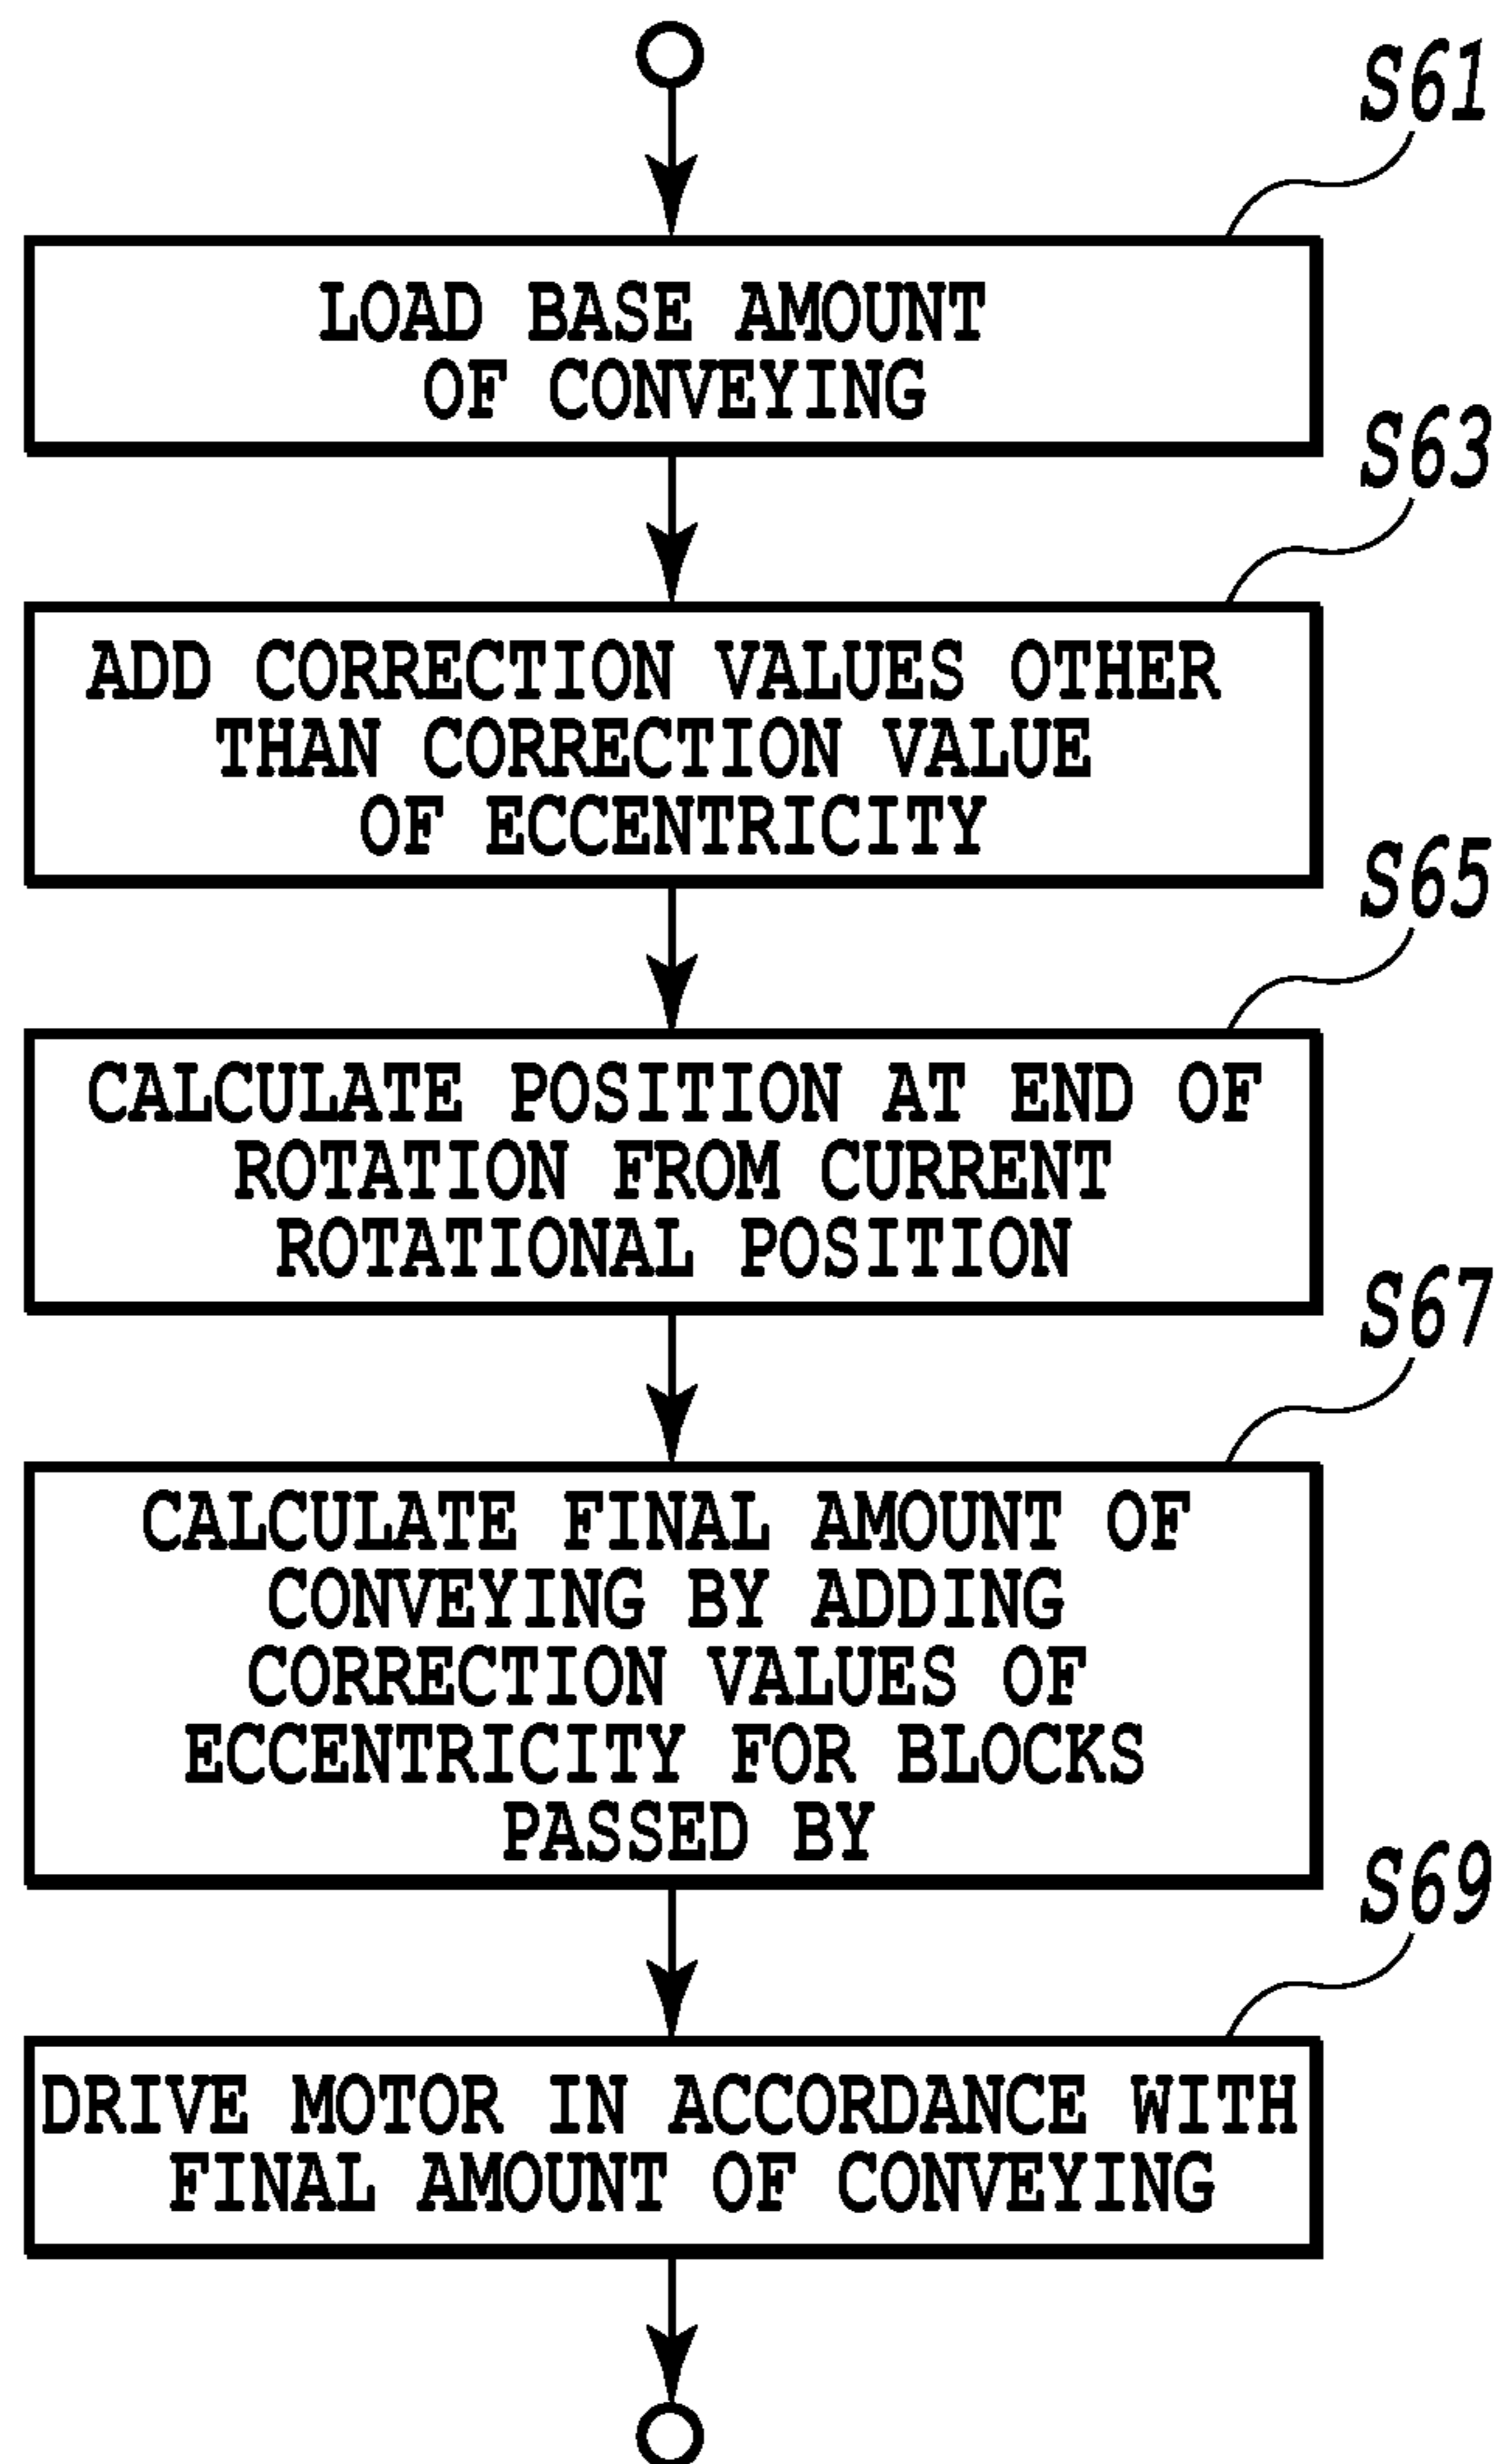 S61
LOAD BASE AMOUNT
OF CONVEYING
S63
ADD CORRECTION VALUES OTHER
THAN CORRECTION VALUE
OF ECCENTRICITY
S65
CALCULATE POSITION AT END OF
ROTATION FROM CURRENT
ROTATIONAL POSITION
S67
CALCULATE FINAL AMOUNT OF
CONVEYING BY ADDING
CORRECTION VALUES OF
ECCENTRICITY FOR BLOCKS
PASSED BY
S69
DRIVE MOTOR IN ACCORDANCE WITH
FINAL AMOUNT OF CONVEYING